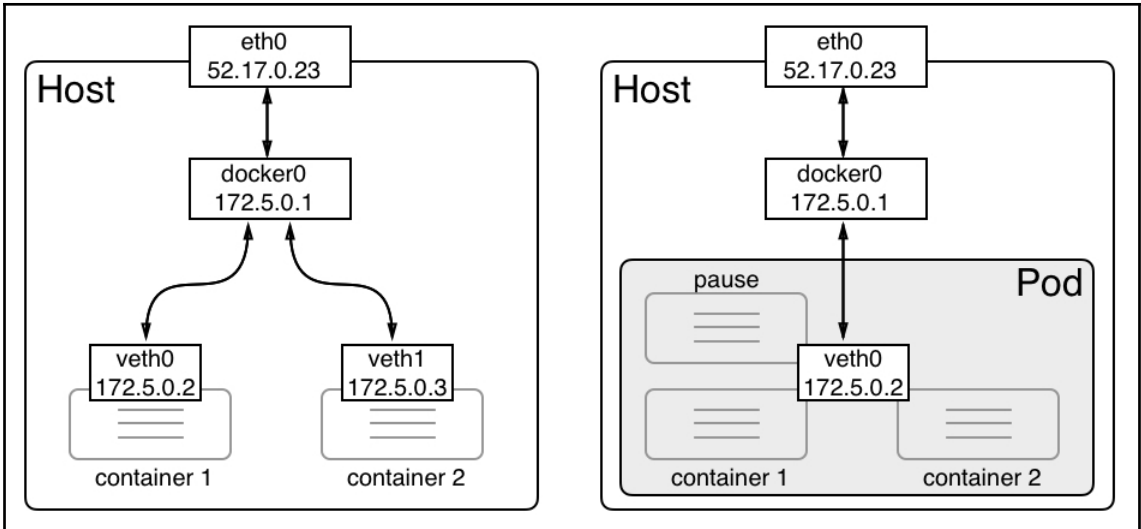 eth0
52.17.0.23
Host
docker0
172.5.0.1
veth0
172.5.0.2
veth1
172.5.0.3
container 1
container 2
eth0
52.17.0.23
Host
docker0
172.5.0.1
Pod
pause
veth0
172.5.0.2
container 1
container 2